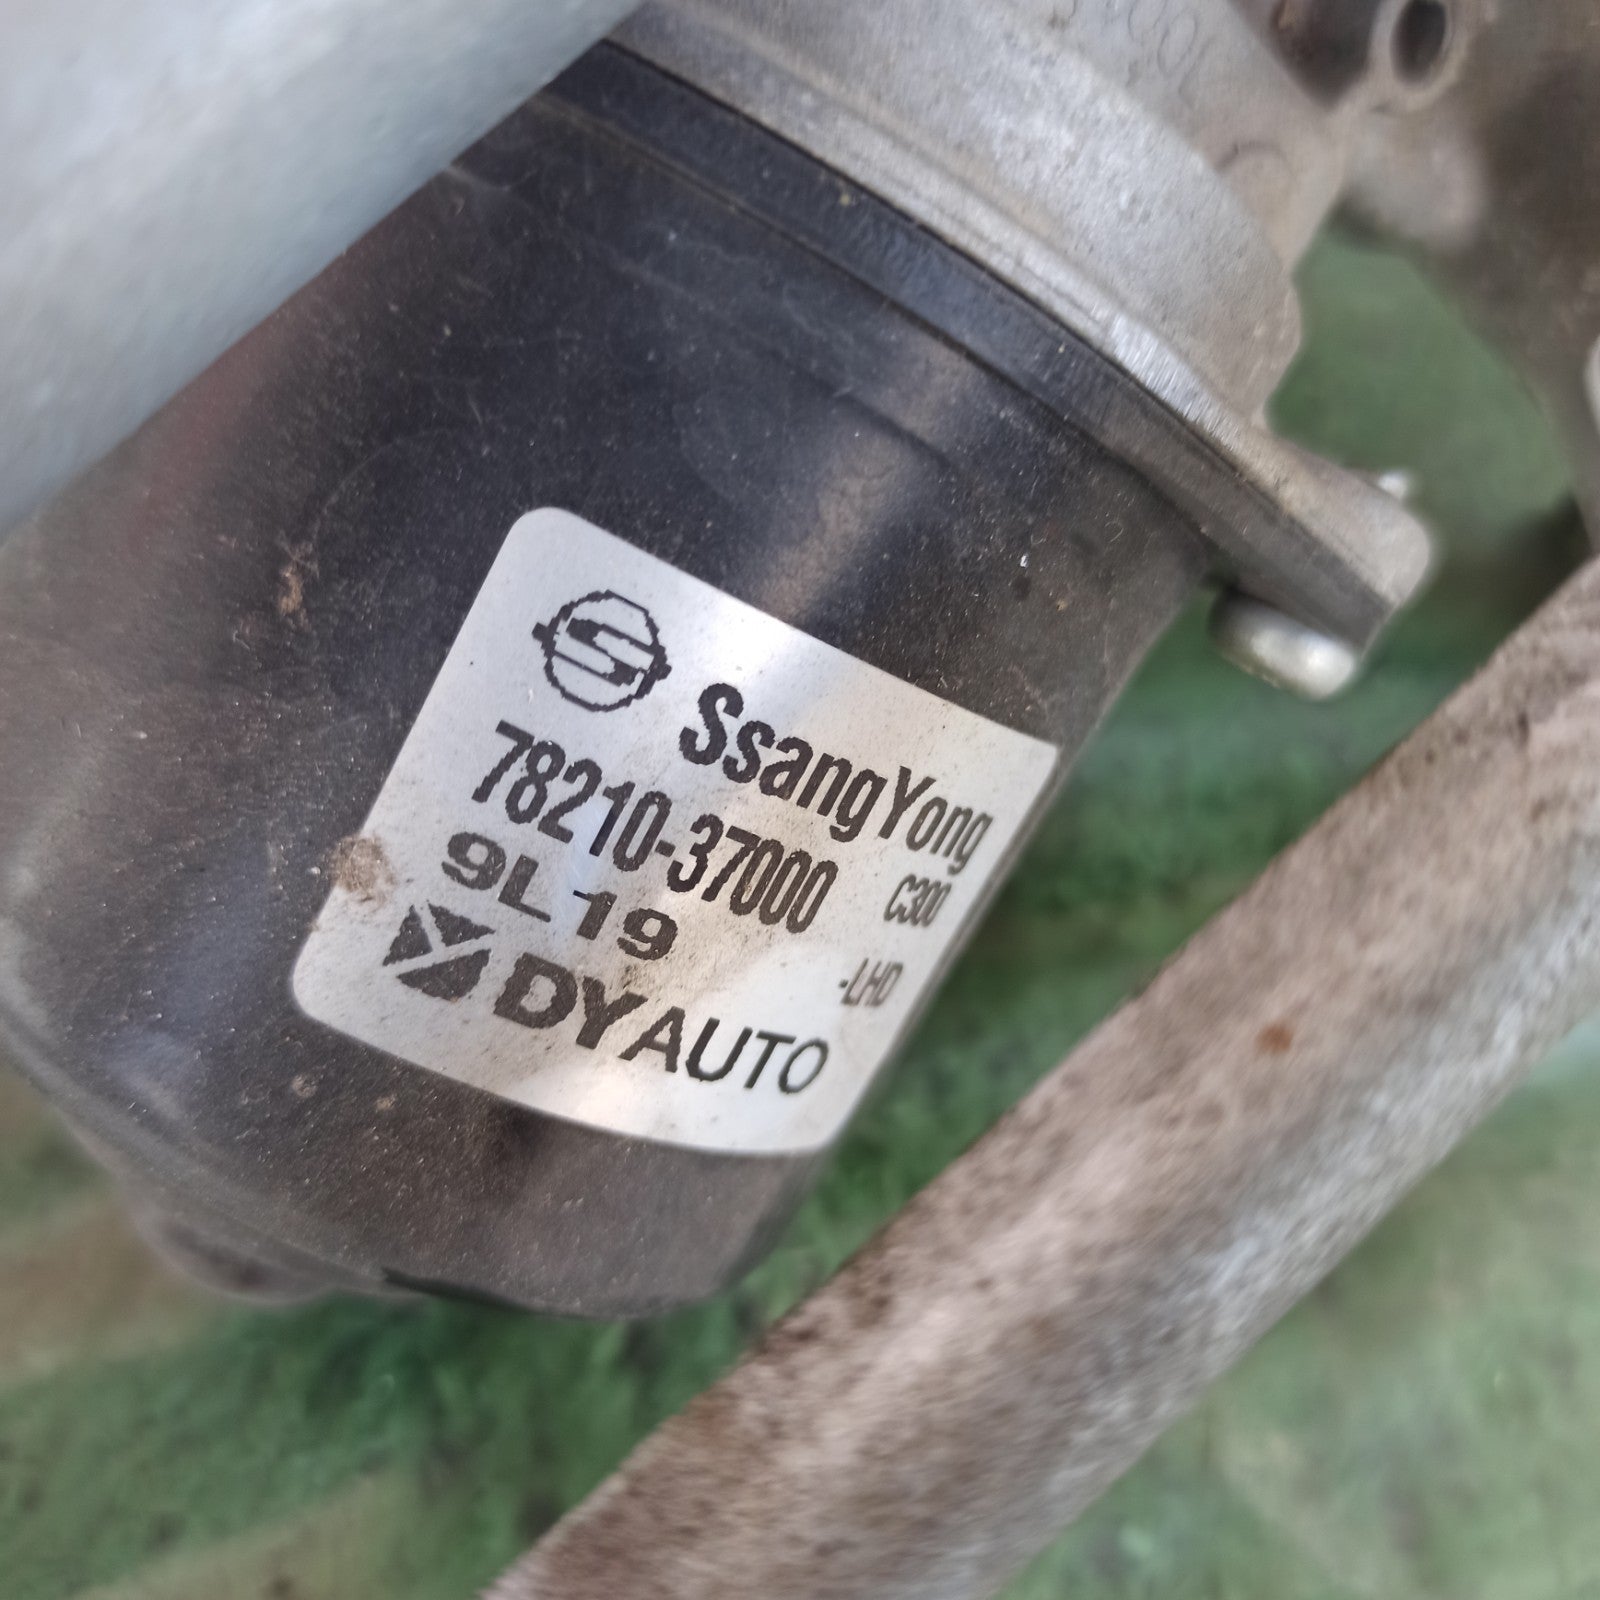 SsangYong
78210-37000 C300
9L19 -LHD
DYAUTO